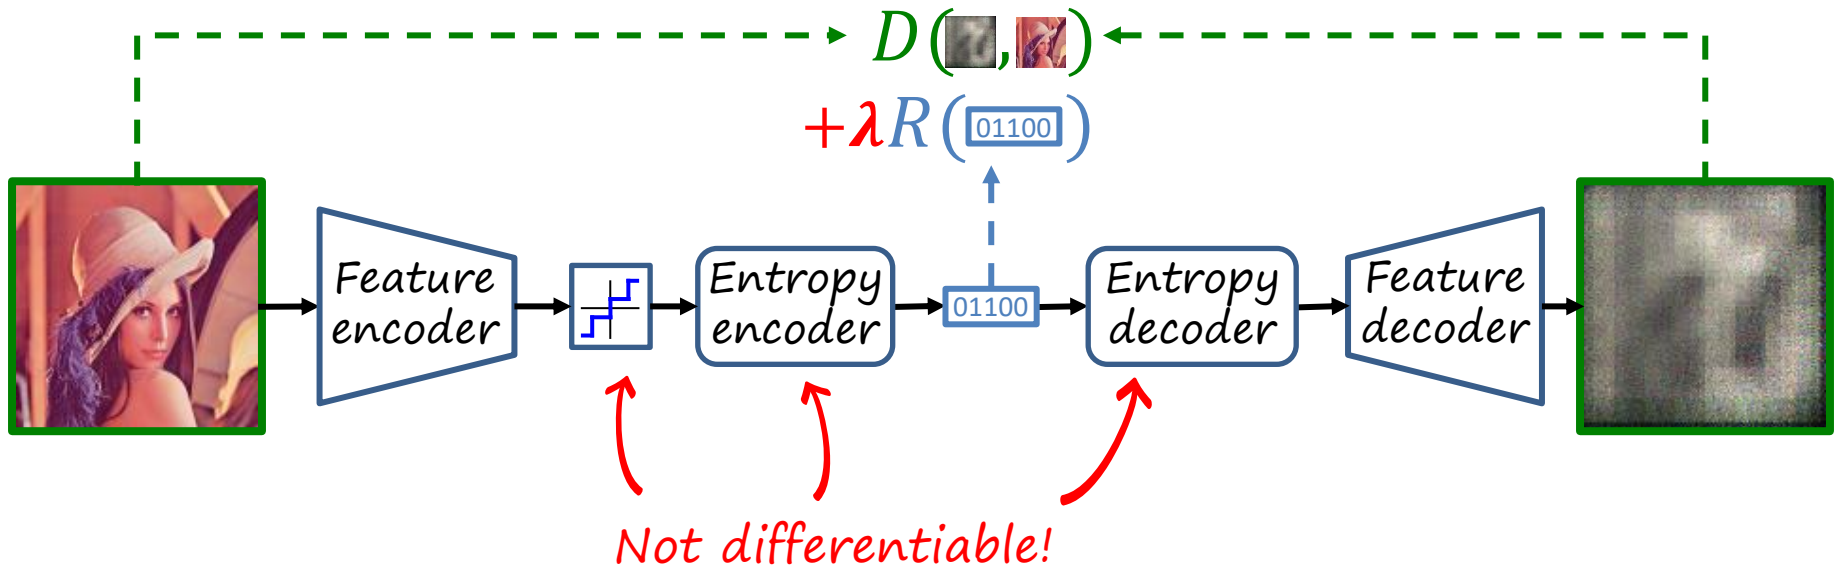 D( , )
+λR(01100)
Feature encoder
Entropy encoder
01100
Entropy decoder
Feature decoder
Not differentiable!